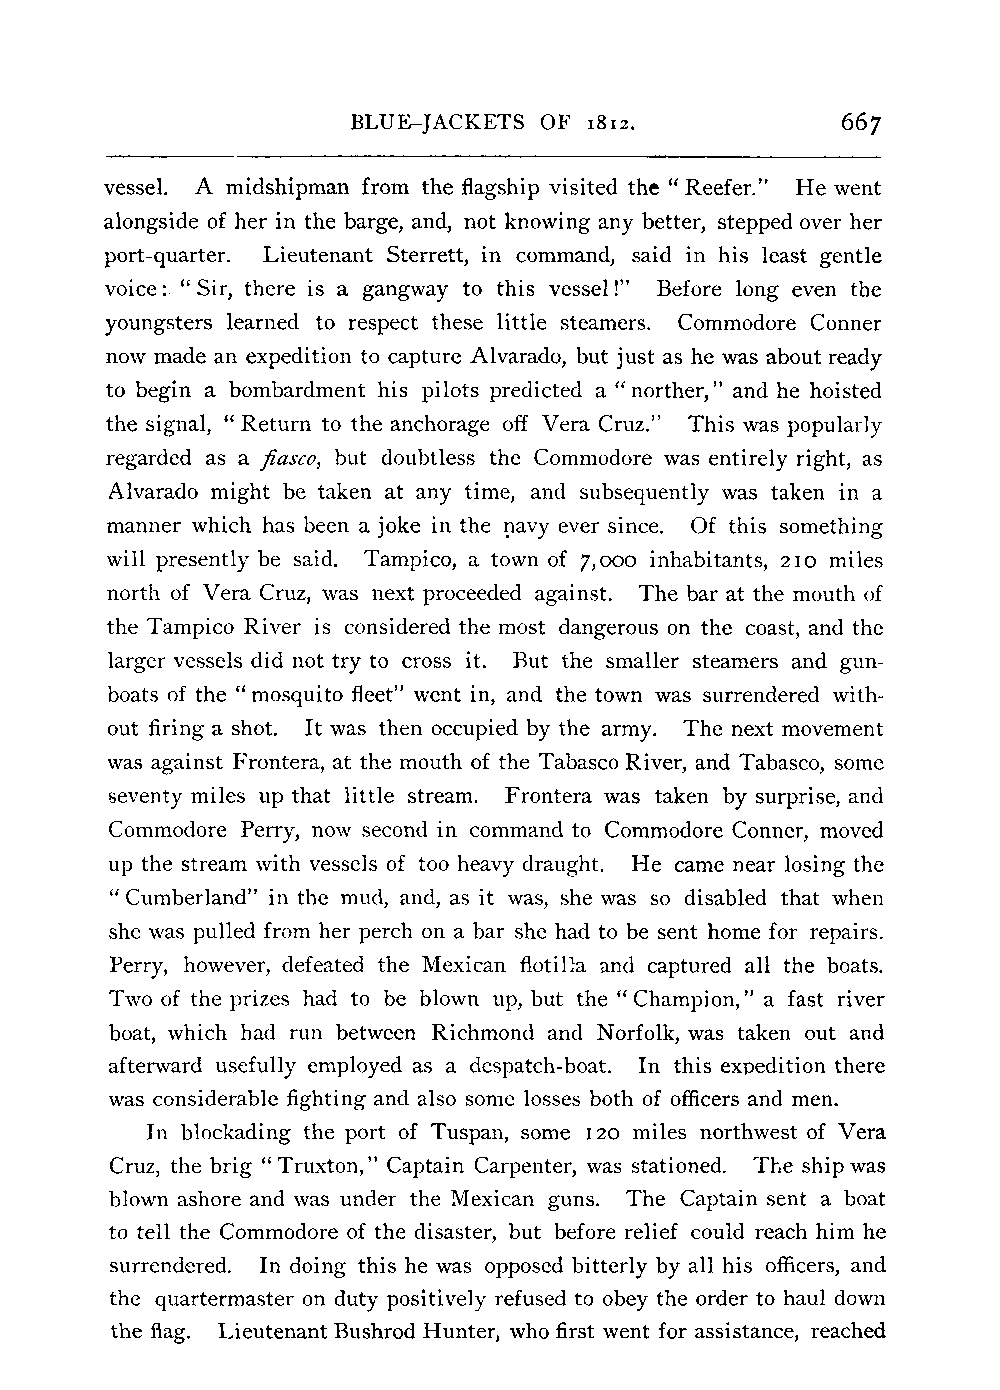 BLUE-JACKETS OF 1812. 667
vessel. A midshipman from the flagship visited the "Reefer." He went
alongside of her in the barge, and, not knowing any better, stepped over her
port-quarter. Lieutenant Sterrett, in command, said in his least gentle
voice: "Sir, there is a gangway to this vessel!" Before long even the
youngsters learned to respect these little steamers. Commodore Conner
now made an expedition to capture Alvarado, but just as he was about ready
to begin a bombardment his pilots predicted a "norther," and he hoisted
the signal, "Return to the anchorage off Vera Cruz." This was popularly
regarded as a fiasco, but doubtless the Commodore was entirely right, as
Alvarado might be taken at any time, and subsequently was taken in a
manner which has been a joke in the navy ever since. Of this something
will presently be said. Tampico, a town of 7,000 inhabitants, 210 miles
north of Vera Cruz, was next proceeded against. The bar at the mouth of
the Tampico River is considered the most dangerous on the coast, and the
larger vessels did not try to cross it. But the smaller steamers and gun-
boats of the "mosquito fleet" went in, and the town was surrendered with-
out firing a shot. It was then occupied by the army. The next movement
was against Frontera, at the mouth of the Tabasco River, and Tabasco, some
seventy miles up that little stream. Frontera was taken by surprise, and
Commodore Perry, now second in command to Commodore Conner, moved
up the stream with vessels of too heavy draught. He came near losing the
"Cumberland" in the mud, and, as it was, she was so disabled that when
she was pulled from her perch on a bar she had to be sent home for repairs.
Perry, however, defeated the Mexican flotilla and captured all the boats.
Two of the prizes had to be blown up, but the "Champion," a fast river
boat, which had run between Richmond and Norfolk, was taken out and
afterward usefully employed as a despatch-boat. In this expedition there
was considerable fighting and also some losses both of officers and men.
In blockading the port of Tuspan, some 120 miles northwest of Vera
Cruz, the brig "Truxton," Captain Carpenter, was stationed. The ship was
blown ashore and was under the Mexican guns. The Captain sent a boat
to tell the Commodore of the disaster, but before relief could reach him he
surrendered. In doing this he was opposed bitterly by all his officers, and
the quartermaster on duty positively refused to obey the order to haul down
the flag. Lieutenant Bushrod Hunter, who first went for assistance, reached